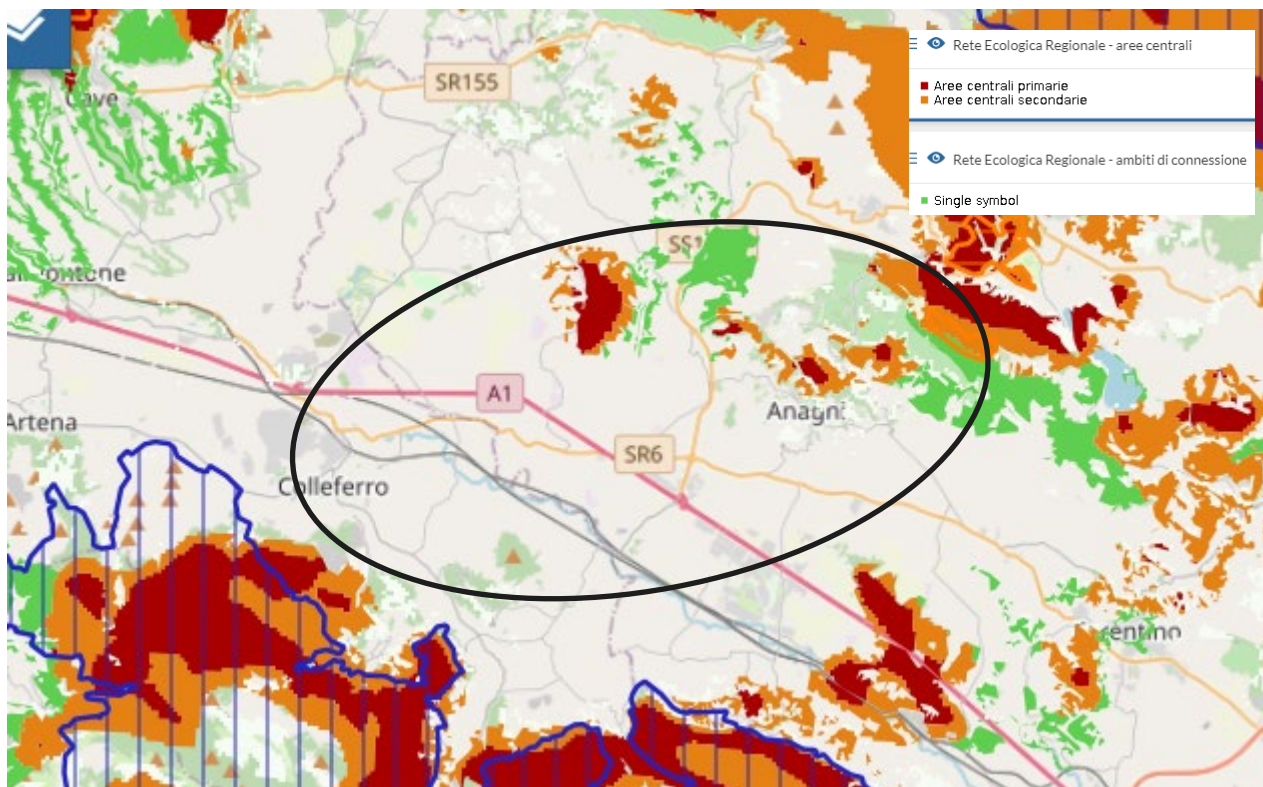 Rete Ecologica Regionale - aree centrali
Aree centrali primarie
Aree centrali secondarie
Rete Ecologica Regionale - ambiti di connessione
Single symbol
SR155
Cave
A1
Artena
SR6
Anagni
Colleferro